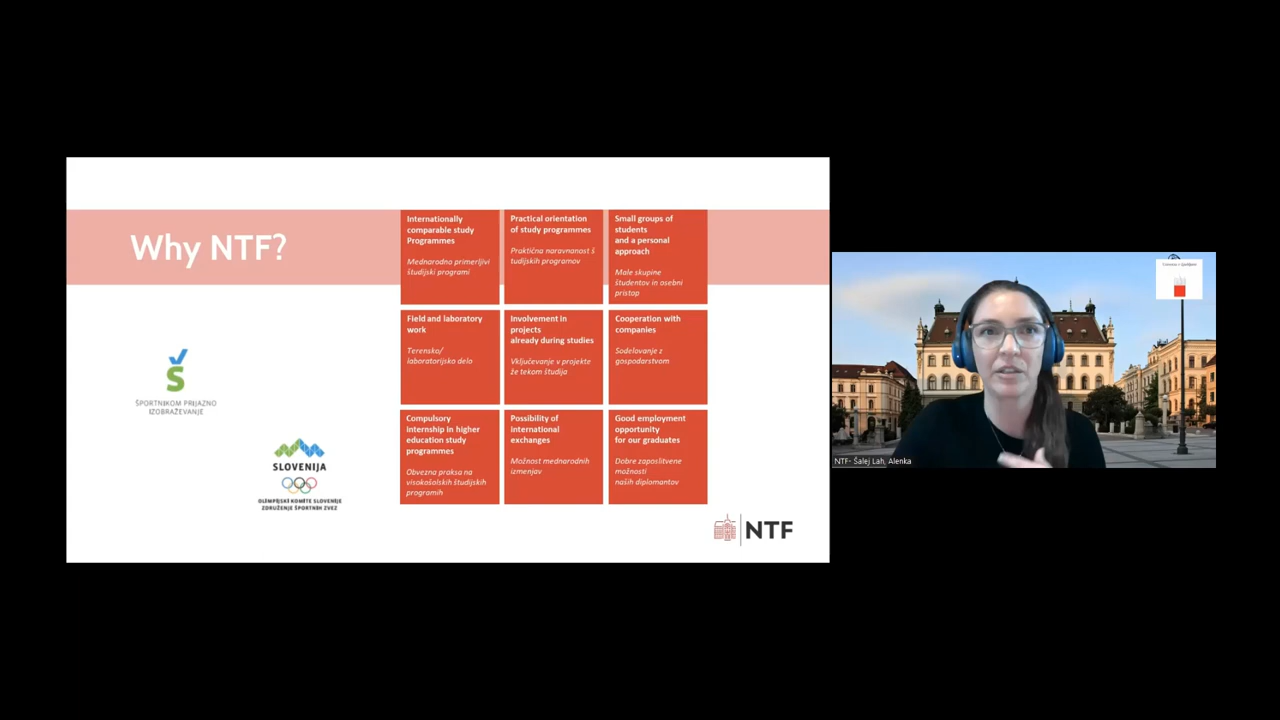 Why NTF?
Internationally
comparable study
Programmes
Mednarodno primerljivi
študijski programi
Practical orientation
of study programmes
Praktična naravnanost š
tudijskih programov
Small groups of
students
and a personal
approach
Male skupine
študentov in osebni
pristop
Field and laboratory
work
Terensko/
laboratorijsko delo
Involvement in
projects
already during studies
Vključevanje v projekte
že tekom študija
Cooperation with
companies
Sodelovanje z
gospodarstvom
Compulsory
internship in higher
education study
programmes
Obvezna praksa na
visokošolskih študijskih
programih
Possibility of
international
exchanges
Možnost mednarodnih
izmenjav
Good employment
opportunity
for our graduates
Dobre zaposlitvene
možnosti
naših diplomantov
Š
ŠPORTNIKOM PRIJAZNO
IZOBRAŽEVANJE
SLOVENIJA
OLIMPIJSKI KOMITE SLOVENIJE
ZDRUŽENJE ŠPORTNIH ZVEZ
NTF
NTF- Šalej Lah, Alenka